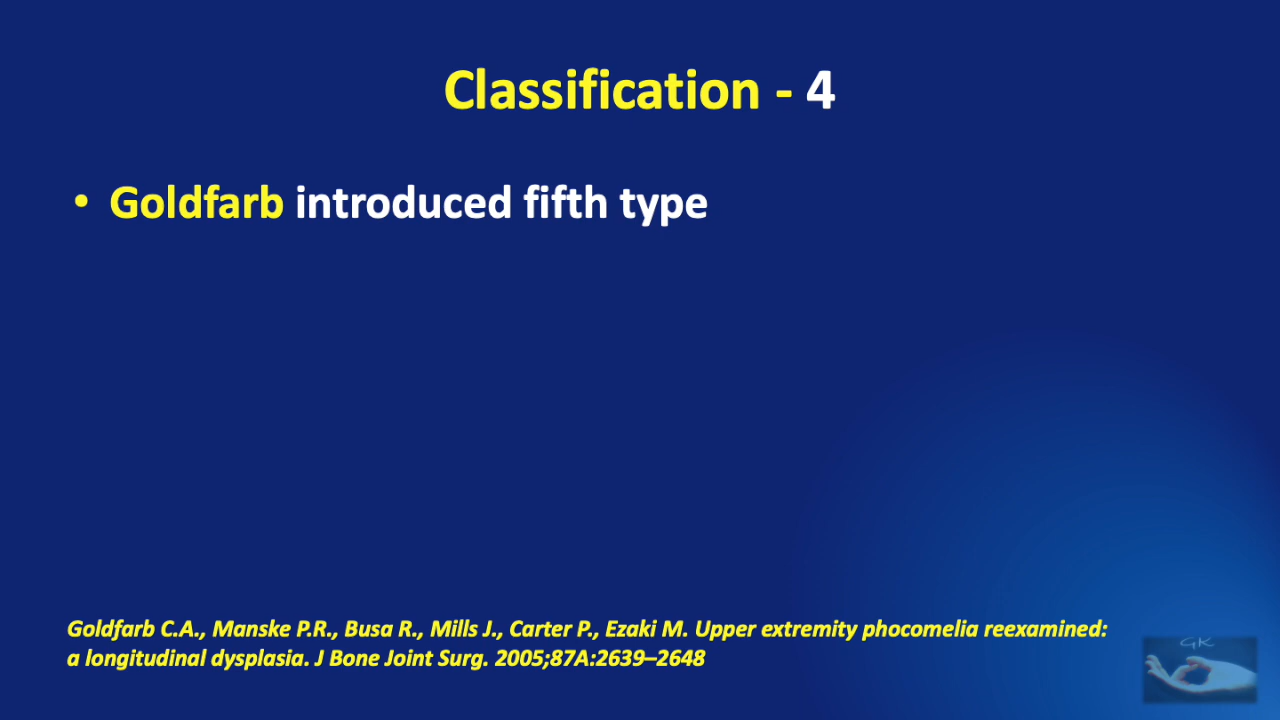 Classification - 4
• Goldfarb introduced fifth type
Goldfarb C.A., Manske P.R., Busa R., Mills J., Carter P., Ezaki M. Upper extremity phocomelia reexamined:
a longitudinal dysplasia. J Bone Joint Surg. 2005;87A:2639–2648
GK